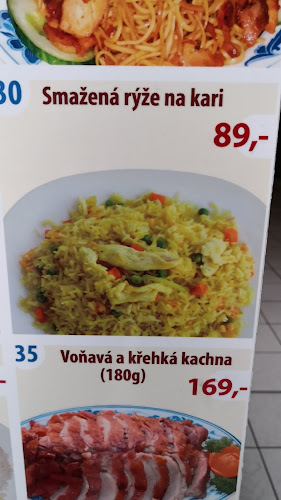 30 Smažená rýže na kari
89,-
35 Voňavá a křehká kachna
(180g)
169,-